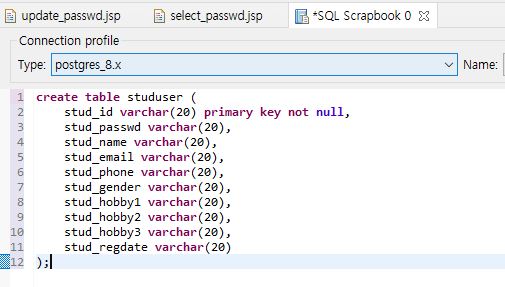 update_passwd.jsp select_passwd.jsp *SQL Scrapbook 0
Connection profile
Type: postgres_8.x Name:
1 create table studuser (
2 stud_id varchar(20) primary key not null,
3 stud_passwd varchar(20),
4 stud_name varchar(20),
5 stud_email varchar(20),
6 stud_phone varchar(20),
7 stud_gender varchar(20),
8 stud_hobby1 varchar(20),
9 stud_hobby2 varchar(20),
10 stud_hobby3 varchar(20),
11 stud_regdate varchar(20)
12 );